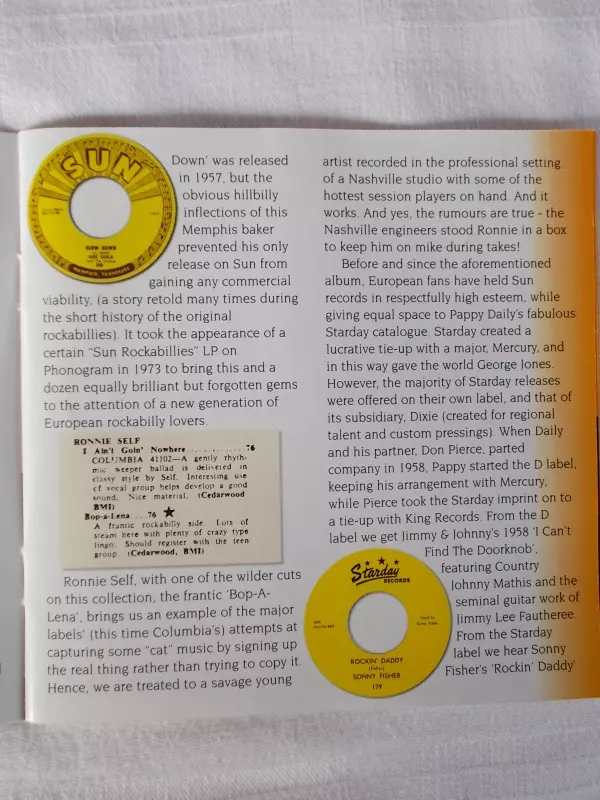 SUN
SLOW DOWN
JACK EARLS
MEMPHIS, TENNESSEE
Down' was released
in 1957, but the
obvious hillbilly
inflections of this
Memphis baker
prevented his only
release on Sun from
gaining any commercial
viability, (a story retold many times during
the short history of the original
rockabillies). It took the appearance of a
certain "Sun Rockabillies" LP on
Phonogram in 1973 to bring this and a
dozen equally brilliant but forgotten gems
to the attention of a new generation of
European rockabilly lovers.
RONNIE SELF
I Ain't Goin' Nowhere ............ 76
COLUMBIA 41102—A gently rhyth-
mic weeper ballad is delivered in
classy style by Self. Interesting use
of vocal group helps develop a good
sound. Nice material. (Cedarwood
BMI)
Bop-a-Lena ...76 ★
A frantic rockabilly side. Lots of
steam here with plenty of crazy type
lingo. Should register with the teen
group. (Cedarwood, BMI)
Ronnie Self, with one of the wilder cuts
on this collection, the frantic 'Bop-A-
Lena', brings us an example of the major
labels' (this time Columbia's) attempts at
capturing some "cat" music by signing up
the real thing rather than trying to copy it.
Hence, we are treated to a savage young
artist recorded in the professional setting
of a Nashville studio with some of the
hottest session players on hand. And it
works. And yes, the rumours are true - the
Nashville engineers stood Ronnie in a box
to keep him on mike during takes!
Before and since the aforementioned
album, European fans have held Sun
records in respectfully high esteem, while
giving equal space to Pappy Daily's fabulous
Starday catalogue. Starday created a
lucrative tie-up with a major, Mercury, and
in this way gave the world George Jones.
However, the majority of Starday releases
were offered on their own label, and that of
its subsidiary, Dixie (created for regional
talent and custom pressings). When Daily
and his partner, Don Pierce, parted
company in 1958, Pappy started the D label,
keeping his arrangement with Mercury,
while Pierce took the Starday imprint on to
a tie-up with King Records. From the D
label we get Jimmy & Johnny's 1958 'I Can't
Find The Doorknob',
featuring Country
Johnny Mathis and the
seminal guitar work of
Jimmy Lee Fautheree.
From the Starday
label we hear Sonny
Fisher's 'Rockin' Daddy'
Starday
RECORDS
ROCKIN' DADDY
(Fisher)
SONNY FISHER
179